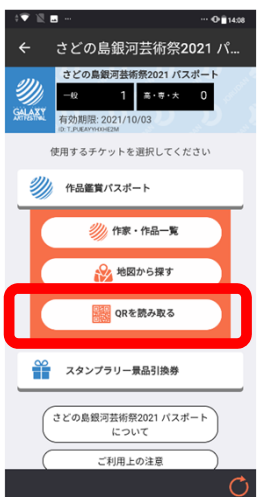 14:08
さどの島銀河芸術祭2021 パ...
さどの島銀河芸術祭2021 パスポート
一般 1 高・専・大 0
GALAXY
ART FESTIVAL
有効期限: 2021/10/03
使用するチケットを選択してください
作品鑑賞パスポート
作家・作品一覧
地図から探す
QRを読み取る
スタンプラリー景品引換券
さどの島銀河芸術祭2021 パスポート
について
ご利用上の注意